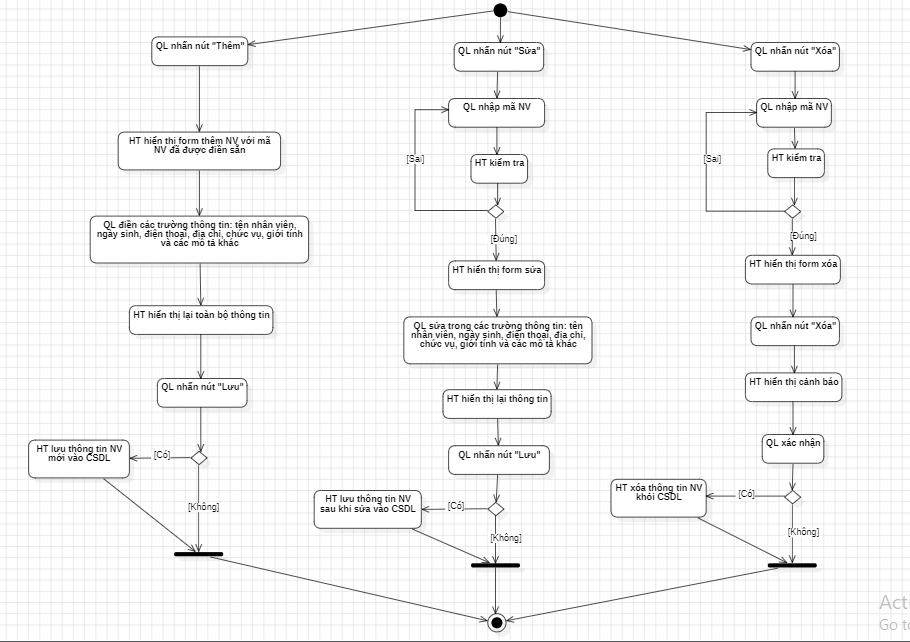 QL nhấn nút "Thêm"
HT hiển thị form thêm NV với mã
NV đã được điền sẵn
QL điền các trường thông tin: tên nhân viên,
ngày sinh, điện thoại, địa chỉ, chức vụ, giới tính
và các mô tả khác
HT hiển thị lại toàn bộ thông tin
QL nhấn nút "Lưu"
[Có]
HT lưu thông tin NV
mới vào CSDL
[Không]
QL nhấn nút "Sửa"
QL nhập mã NV
[Sai]
HT kiểm tra
[Đúng]
HT hiển thị form sửa
QL sửa trong các trường thông tin: tên
nhân viên, ngày sinh, điện thoại, địa chỉ,
chức vụ, giới tính và các mô tả khác
HT hiển thị lại thông tin
QL nhấn nút "Lưu"
[Có]
HT lưu thông tin NV
sau khi sửa vào CSDL
[Không]
QL nhấn nút "Xóa"
QL nhập mã NV
[Sai]
HT kiểm tra
[Đúng]
HT hiển thị form xóa
QL nhấn nút "Xóa"
HT hiển thị cảnh báo
QL xác nhận
[Có]
HT xóa thông tin NV
khỏi CSDL
[Không]
Acti
Go to